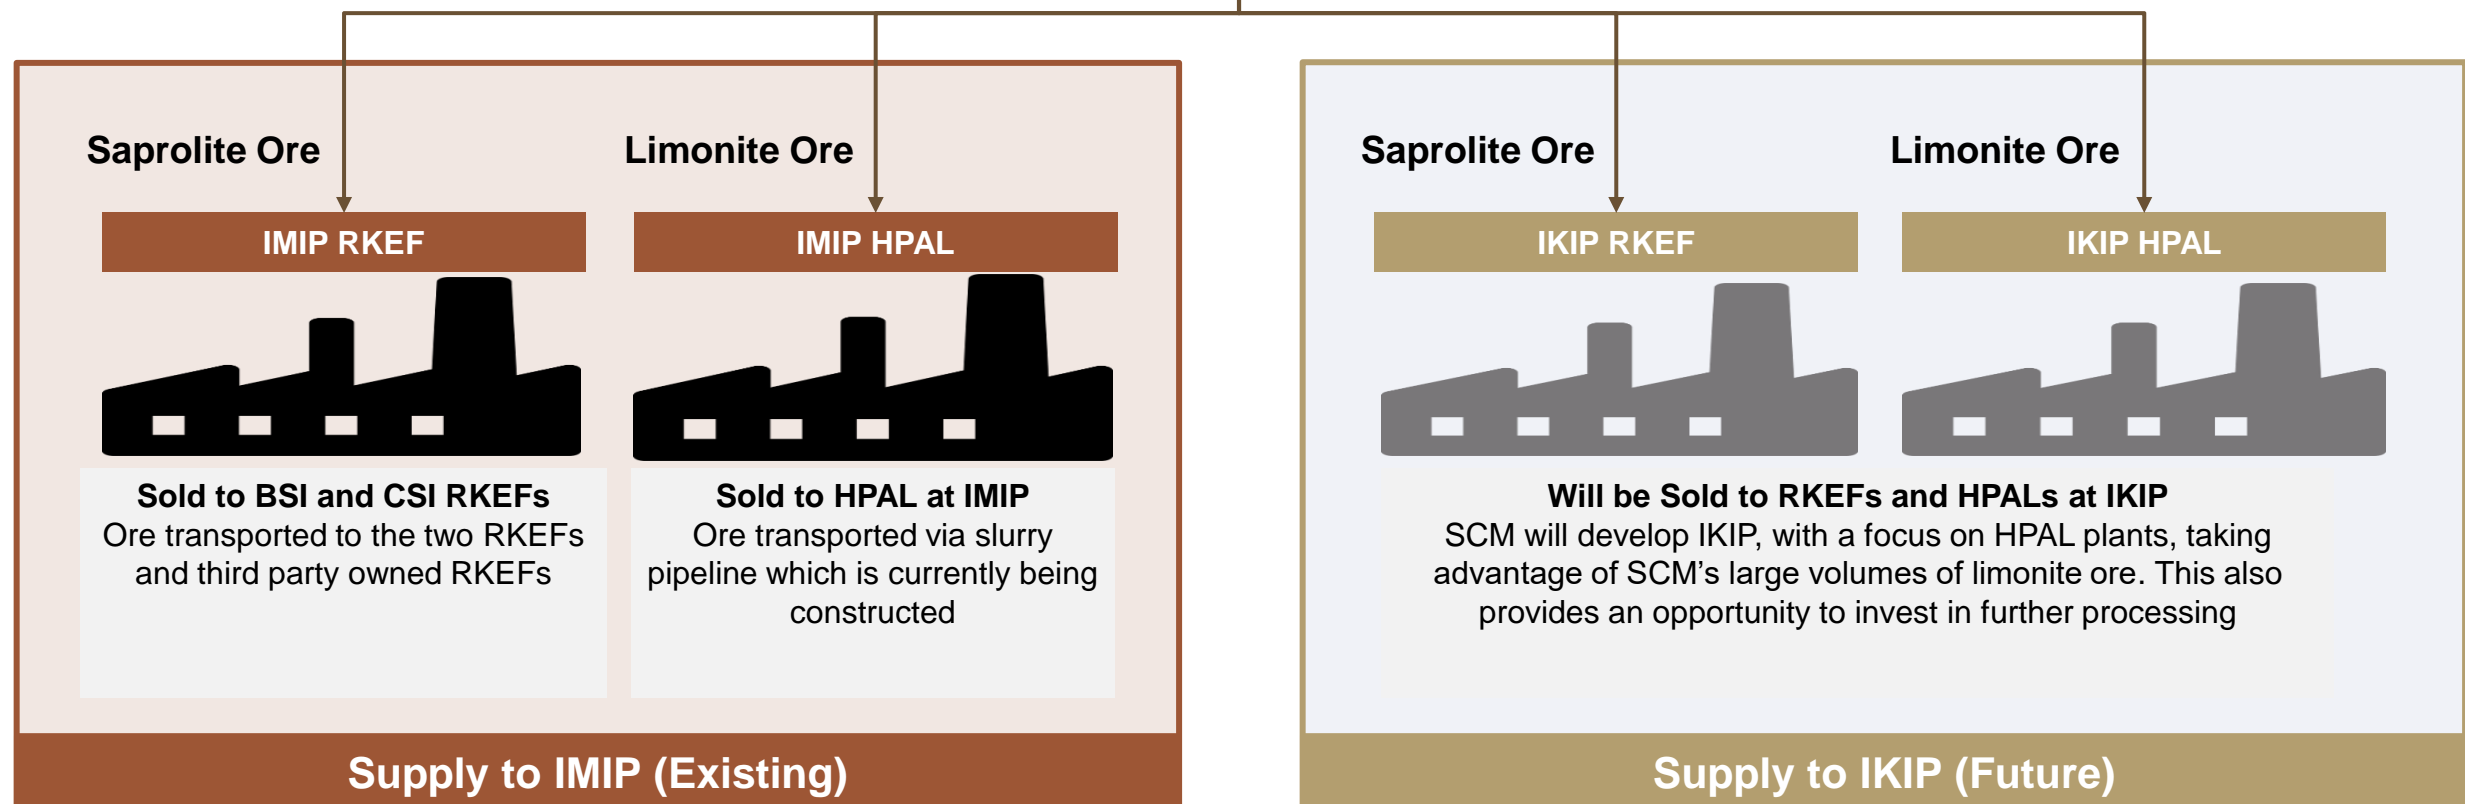 Saprolite Ore
Limonite Ore
IMIP RKEF
IMIP HPAL
Sold to BSI and CSI RKEFs
Ore transported to the two RKEFs
and third party owned RKEFs
Sold to HPAL at IMIP
Ore transported via slurry
pipeline which is currently being
constructed
Supply to IMIP (Existing)
Saprolite Ore
Limonite Ore
IKIP RKEF
IKIP HPAL
Will be Sold to RKEFs and HPALs at IKIP
SCM will develop IKIP, with a focus on HPAL plants, taking
advantage of SCM’s large volumes of limonite ore. This also
provides an opportunity to invest in further processing
Supply to IKIP (Future)